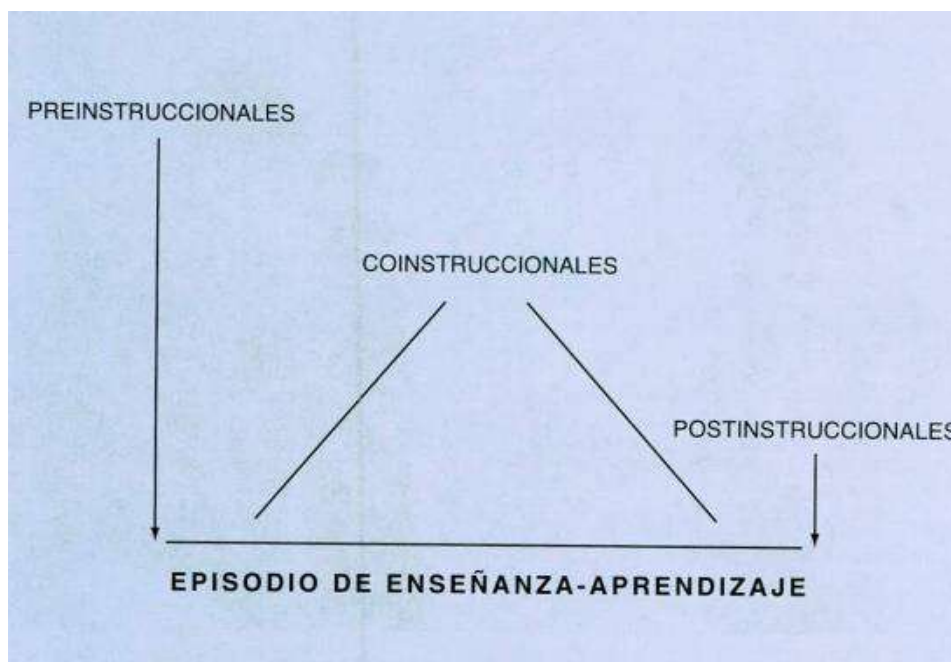 PREINSTRUCCIONALES
COINSTRUCCIONALES
POSTINSTRUCCIONALES
EPISODIO DE ENSEÑANZA-APRENDIZAJE